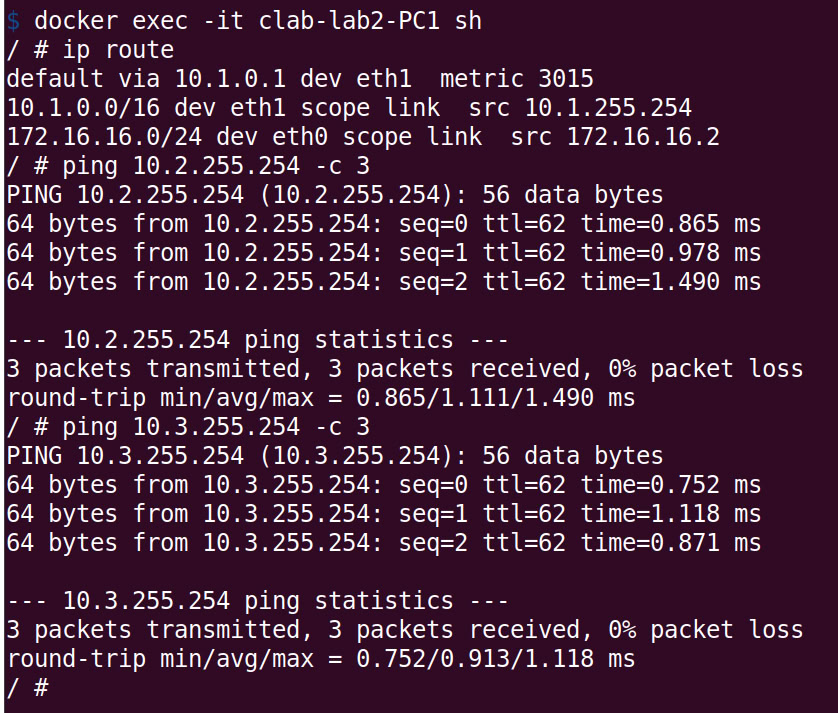 $ docker exec -it clab-lab2-PC1 sh
/ # ip route
default via 10.1.0.1 dev eth1  metric 3015
10.1.0.0/16 dev eth1 scope link  src 10.1.255.254
172.16.16.0/24 dev eth0 scope link  src 172.16.16.2
/ # ping 10.2.255.254 -c 3
PING 10.2.255.254 (10.2.255.254): 56 data bytes
64 bytes from 10.2.255.254: seq=0 ttl=62 time=0.865 ms
64 bytes from 10.2.255.254: seq=1 ttl=62 time=0.978 ms
64 bytes from 10.2.255.254: seq=2 ttl=62 time=1.490 ms

--- 10.2.255.254 ping statistics ---
3 packets transmitted, 3 packets received, 0% packet loss
round-trip min/avg/max = 0.865/1.111/1.490 ms
/ # ping 10.3.255.254 -c 3
PING 10.3.255.254 (10.3.255.254): 56 data bytes
64 bytes from 10.3.255.254: seq=0 ttl=62 time=0.752 ms
64 bytes from 10.3.255.254: seq=1 ttl=62 time=1.118 ms
64 bytes from 10.3.255.254: seq=2 ttl=62 time=0.871 ms

--- 10.3.255.254 ping statistics ---
3 packets transmitted, 3 packets received, 0% packet loss
round-trip min/avg/max = 0.752/0.913/1.118 ms
/ #